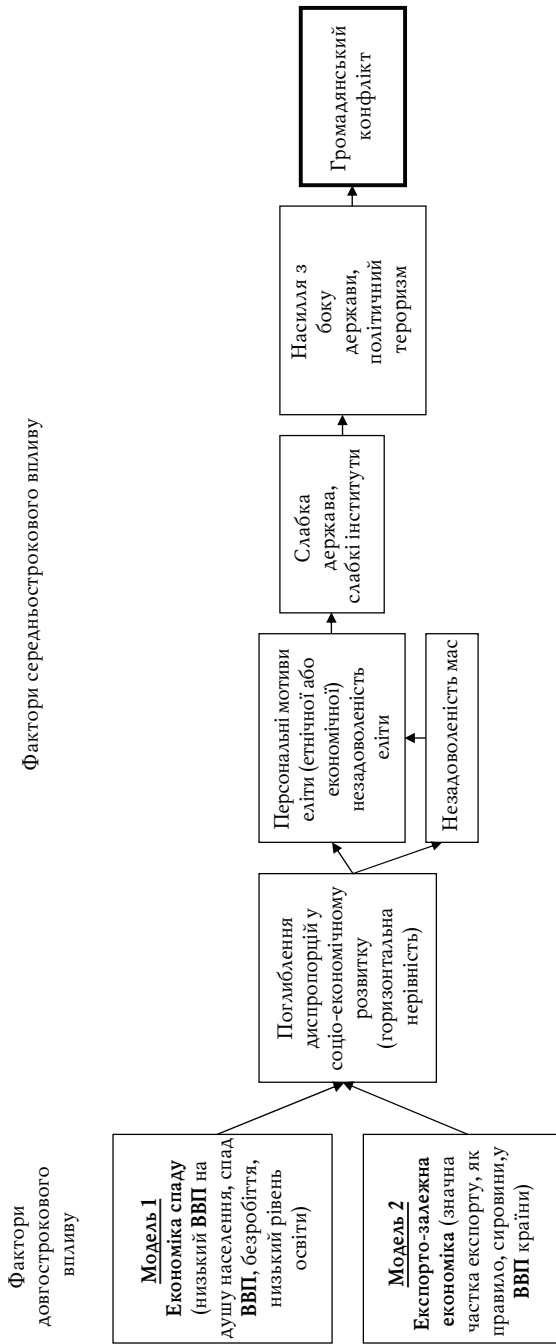 Фактори
довгострокового
впливу
Фактори середньострокового впливу
Модель 1
Економіка спаду
(низький ВВП на
душу населення, спад
ВВП, безробіття,
низький рівень
освіти)
Модель 2
Експорто-залежна
економіка (значна
частка експорту, як
правило, сировини,у
ВВП країни)
Поглиблення
диспропорцій у
соціо-економічному
розвитку
(горизонтальна
нерівність)
Персональні мотиви
еліти (етнічної або
економічної)
незадоволеність
еліти
Незадоволеність мас
Слабка
держава,
слабкі інститути
Насилля з
боку
держави,
політичний
тероризм
Громадянський
конфлікт